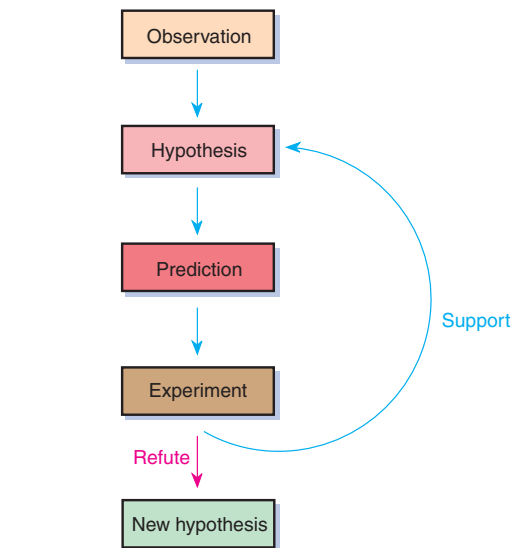 Observation
Hypothesis
Prediction
Support
Experiment
Refute
New hypothesis